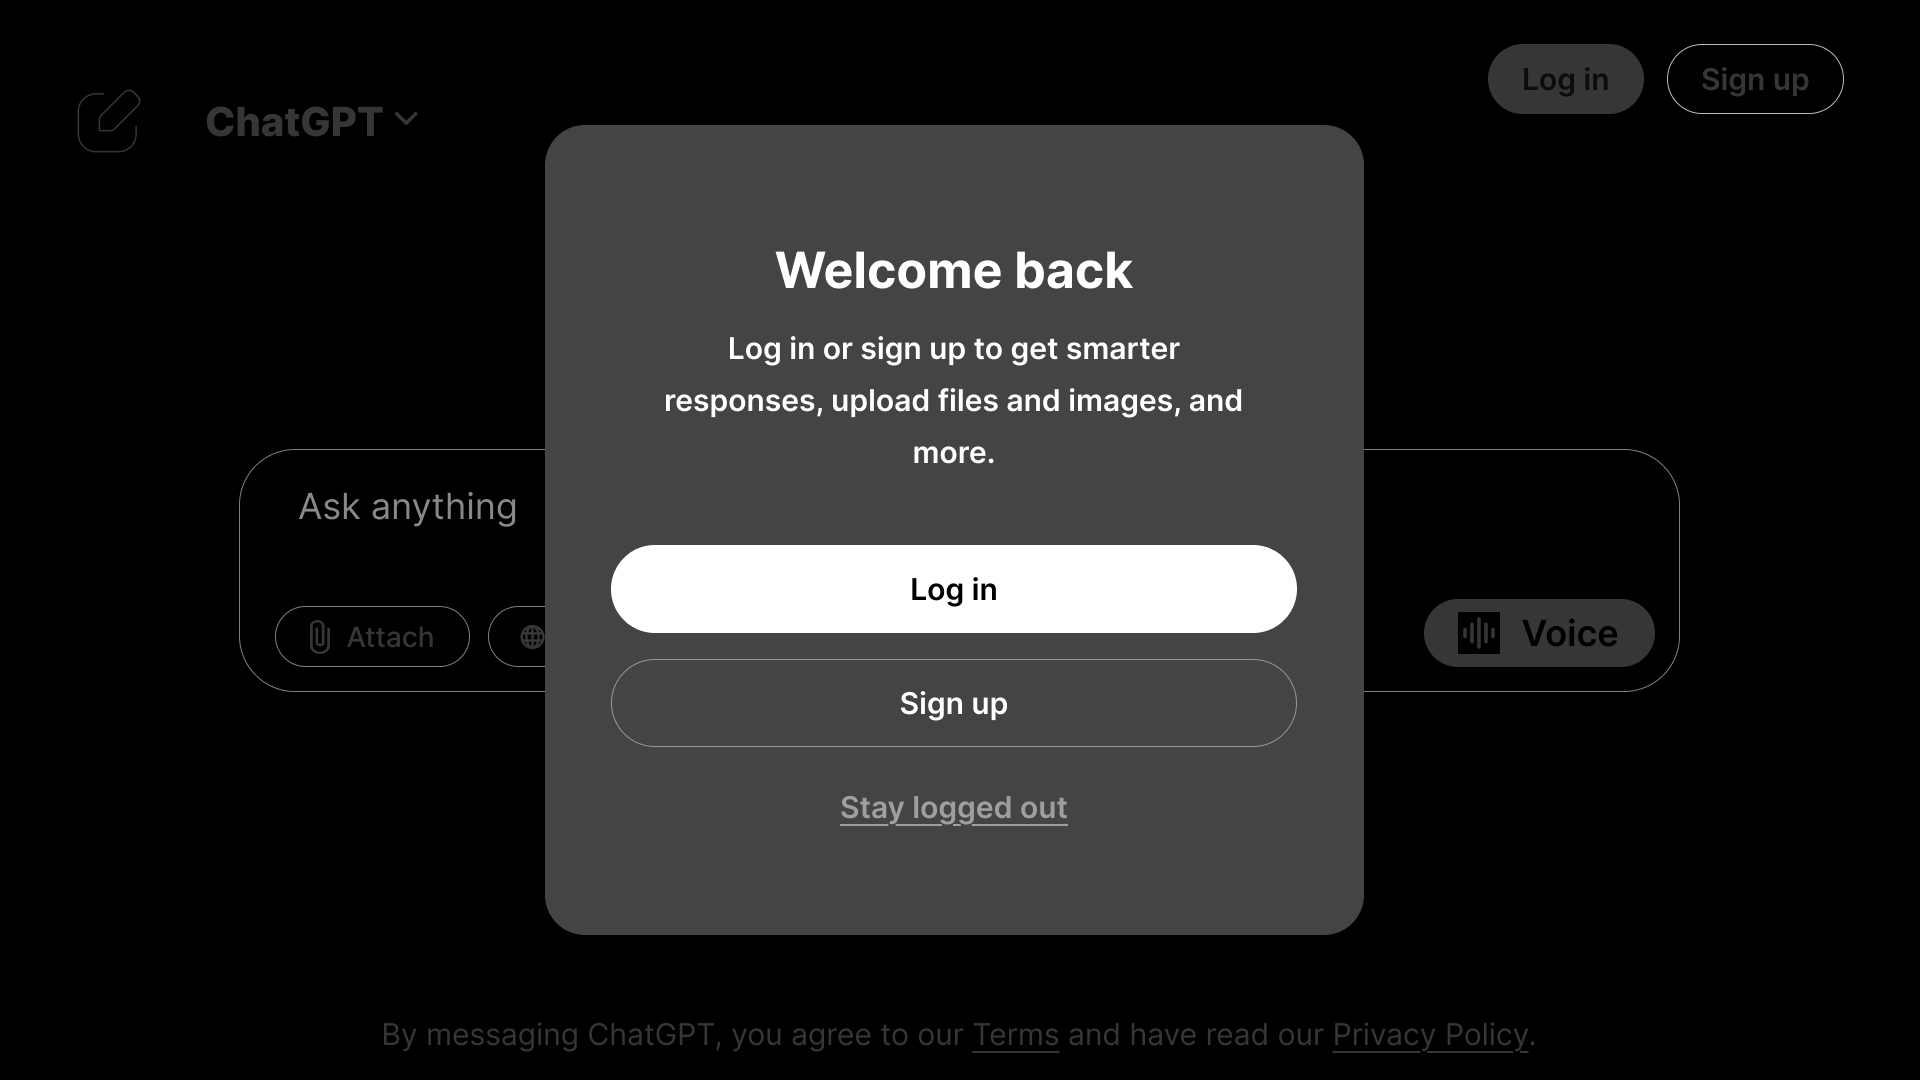 ChatGPT
Log in
Sign up
Welcome back
Log in or sign up to get smarter
responses, upload files and images, and
more.
Ask anything
Log in
Attach
Voice
Sign up
Stay logged out
By messaging ChatGPT, you agree to our Terms and have read our Privacy Policy.